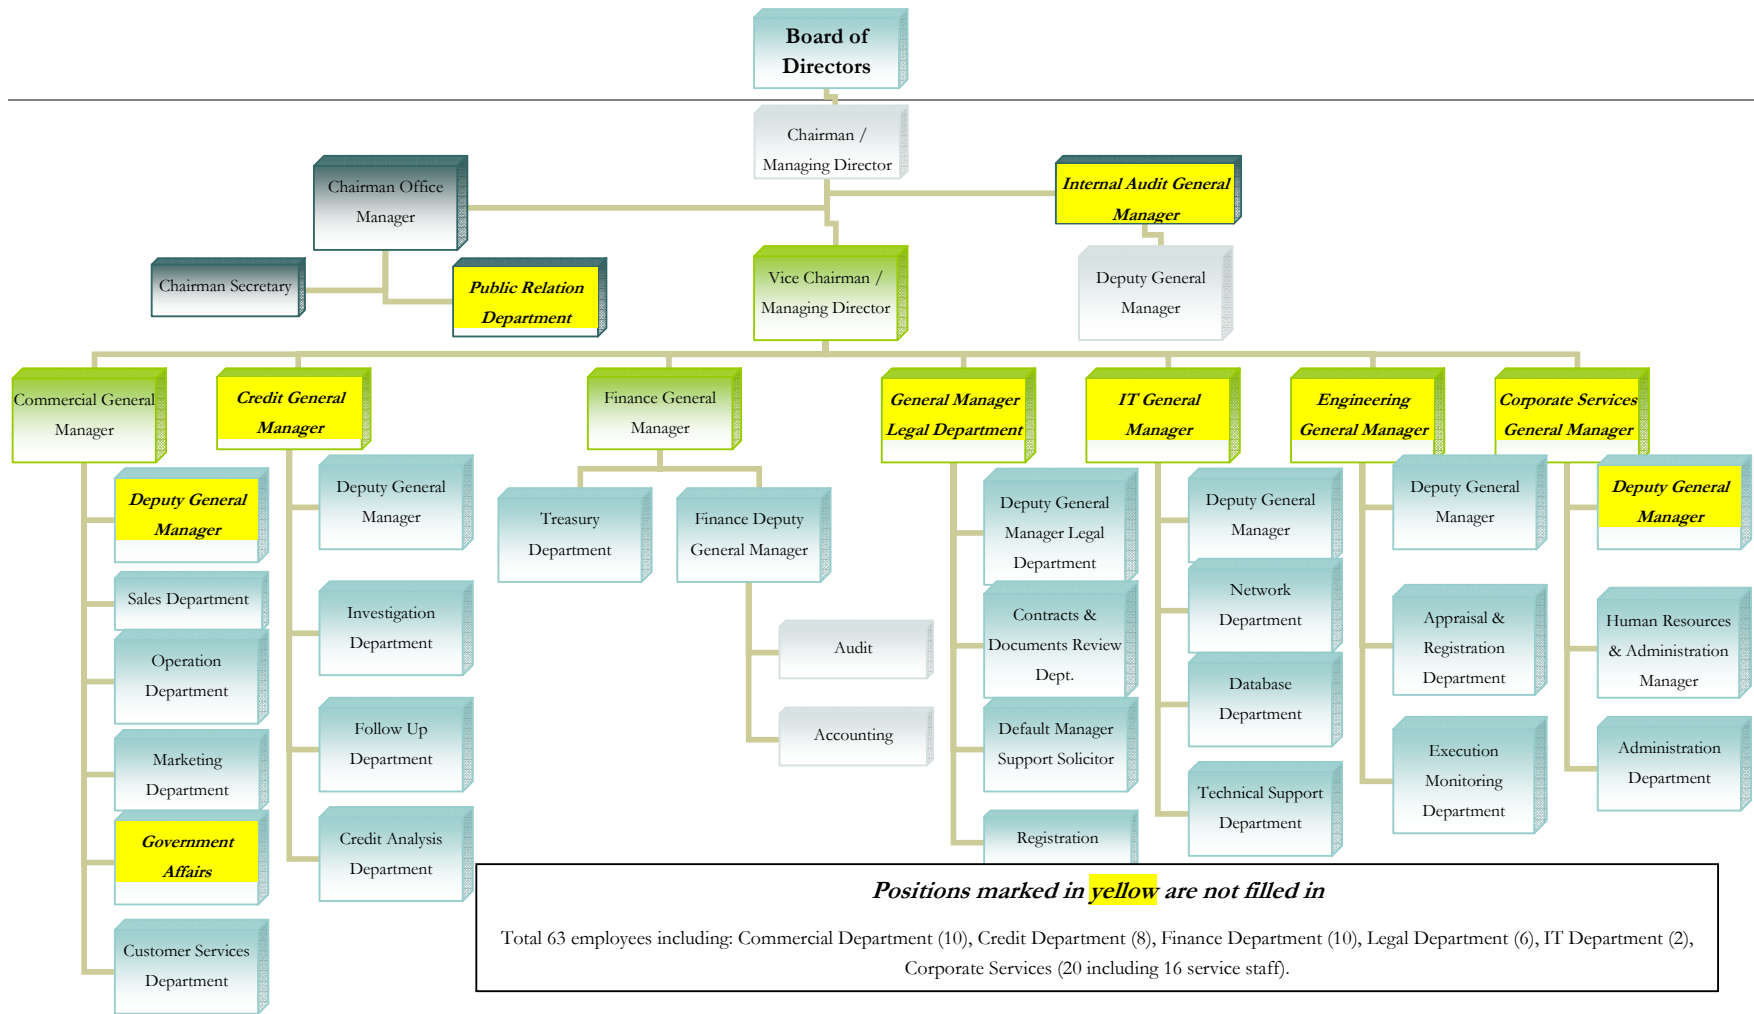 Board of
Directors
Chairman /
Managing Director
Chairman Office
Manager
Internal Audit General
Manager
Chairman Secretary
Public Relation
Department
Vice Chairman /
Managing Director
Deputy General
Manager
Commercial General
Manager
Credit General
Manager
Finance General
Manager
General Manager
Legal Department
IT General
Manager
Engineering
General Manager
Corporate Services
General Manager
Deputy General
Manager
Sales Department
Operation
Department
Marketing
Department
Government
Affairs
Customer Services
Department
Deputy General
Manager
Investigation
Department
Follow Up
Department
Credit Analysis
Department
Treasury
Department
Finance Deputy
General Manager
Audit
Accounting
Deputy General
Manager Legal
Department
Contracts &
Documents Review
Dept.
Default Manager
Support Solicitor
Registration
Deputy General
Manager
Network
Department
Database
Department
Technical Support
Department
Deputy General
Manager
Appraisal &
Registration
Department
Execution
Monitoring
Department
Deputy General
Manager
Human Resources
& Administration
Manager
Administration
Department
Positions marked in yellow are not filled in
Total 63 employees including: Commercial Department (10), Credit Department (8), Finance Department (10), Legal Department (6), IT Department (2),
Corporate Services (20 including 16 service staff).